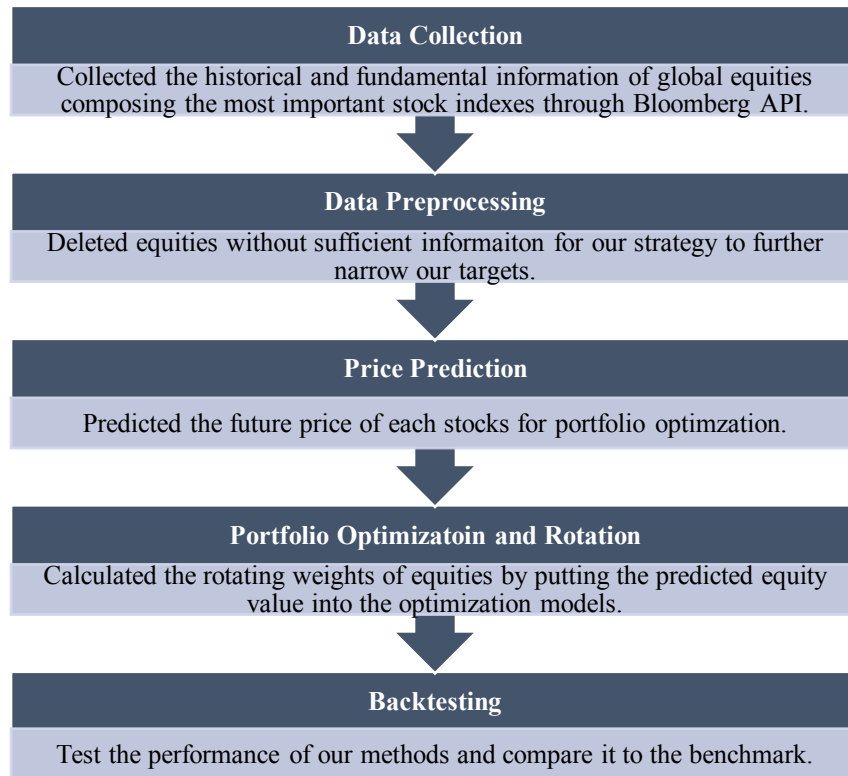 Data Collection
Collected the historical and fundamental information of global equities
composing the most important stock indexes through Bloomberg API.
Data Preprocessing
Deleted equities without sufficient informaiton for our strategy to further
narrow our targets.
Price Prediction
Predicted the future price of each stocks for portfolio optimzation.
Portfolio Optimizatoin and Rotation
Calculated the rotating weights of equities by putting the predicted equity
value into the optimization models.
Backtesting
Test the performance of our methods and compare it to the benchmark.